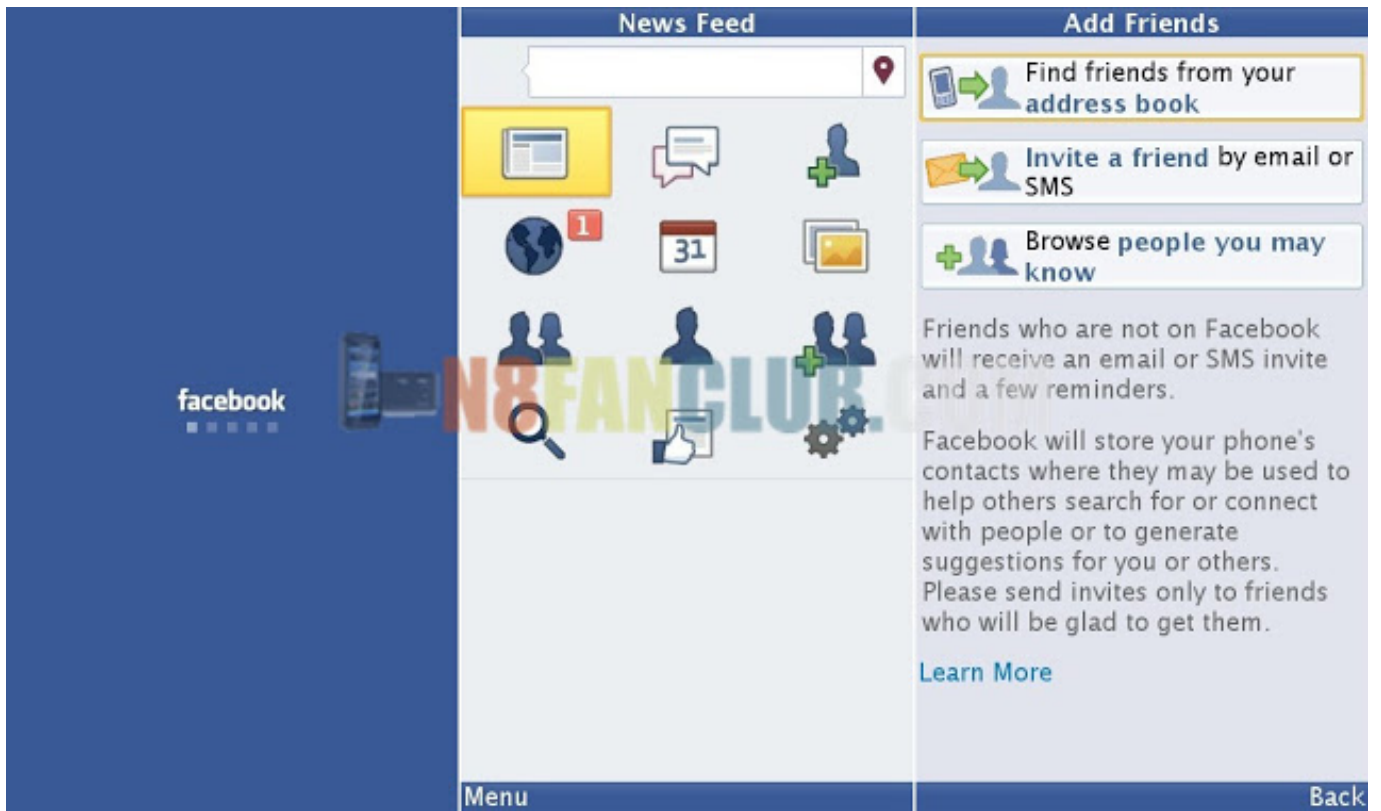 facebook
News Feed
1
31
Menu
Add Friends
Find friends from your
address book
Invite a friend by email or
SMS
Browse people you may
know
Friends who are not on Facebook
will receive an email or SMS invite
and a few reminders.
Facebook will store your phone's
contacts where they may be used to
help others search for or connect
with people or to generate
suggestions for you or others.
Please send invites only to friends
who will be glad to get them.
Learn More
Back
N8FANCLUB.COM